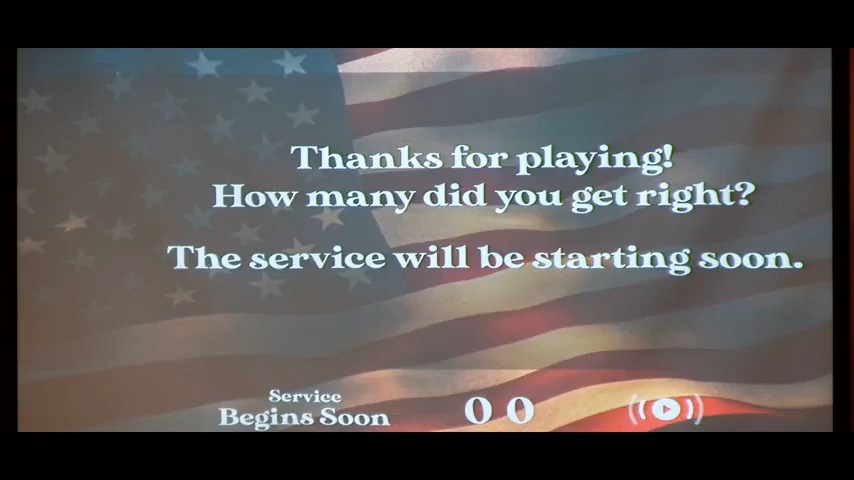 Thanks for playing!
How many did you get right?
The service will be starting soon.
Service
Begins Soon
0 0